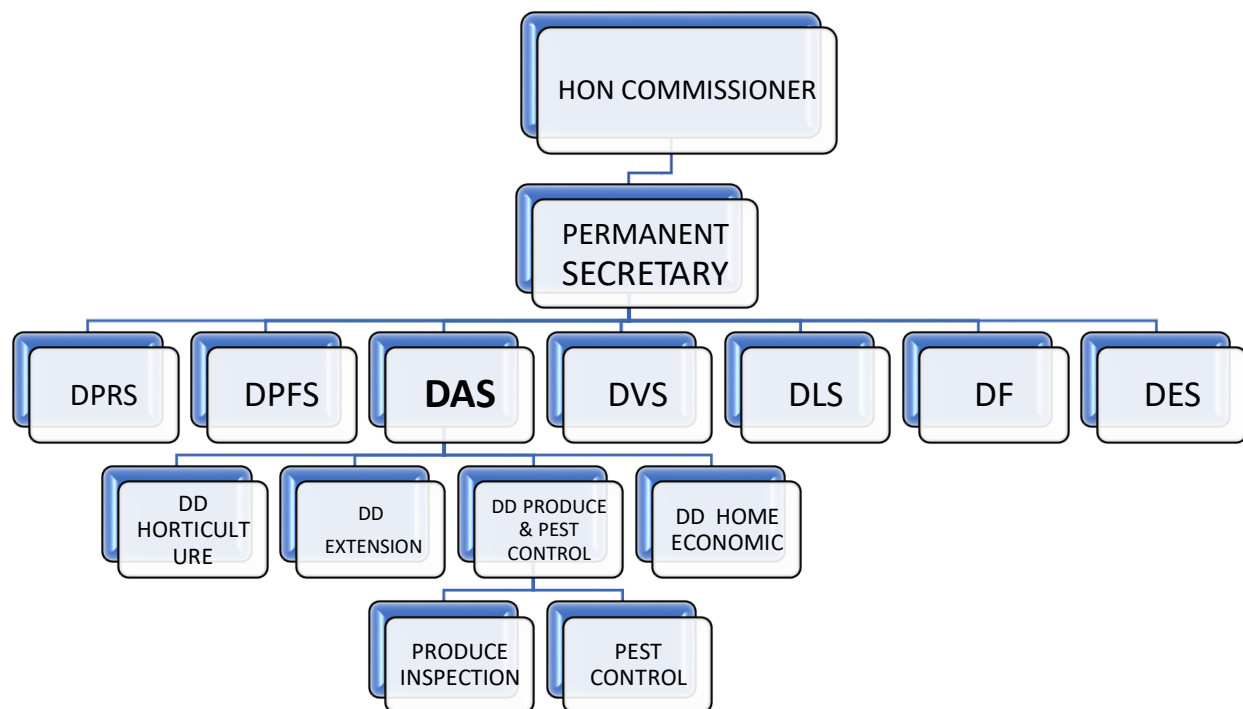 HON COMMISSIONER
PERMANENT
SECRETARY
DPRS
DPFS
DAS
DVS
DLS
DF
DES
DD
HORTICULT
URE
DD
EXTENSION
DD PRODUCE
& PEST
CONTROL
DD HOME
ECONOMIC
PRODUCE
INSPECTION
PEST
CONTROL